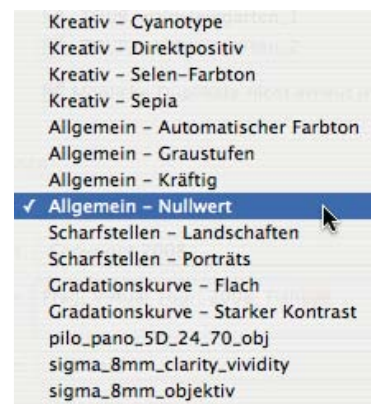 Kreativ – Cyanotype
Kreativ – Direktpositiv
Kreativ – Selen-Farbton
Kreativ – Sepia
Allgemein – Automatischer Farbton
Allgemein – Graustufen
Allgemein – Kräftig
✓ Allgemein – Nullwert
Scharfstellen – Landschaften
Scharfstellen – Porträts
Gradationskurve – Flach
Gradationskurve – Starker Kontrast
pilo_pano_5D_24_70_obj
sigma_8mm_clarity_vividity
sigma_8mm_objektiv